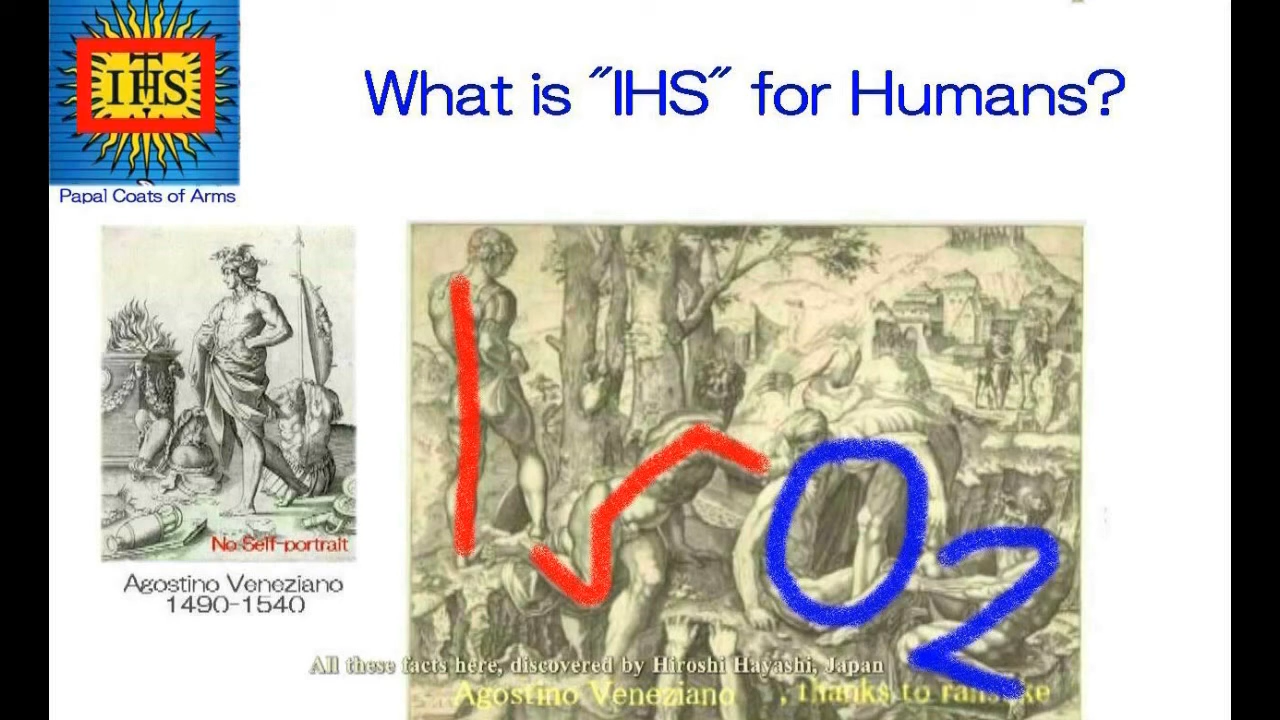 IHS
What is "IHS" for Humans?
Papal Coats of Arms
No Self-portrait
Agostino Veneziano
1490-1540
O2
All these facts here, discovered by Hiroshi Hayashi, Japan
Agostino Veneziano , thanks to